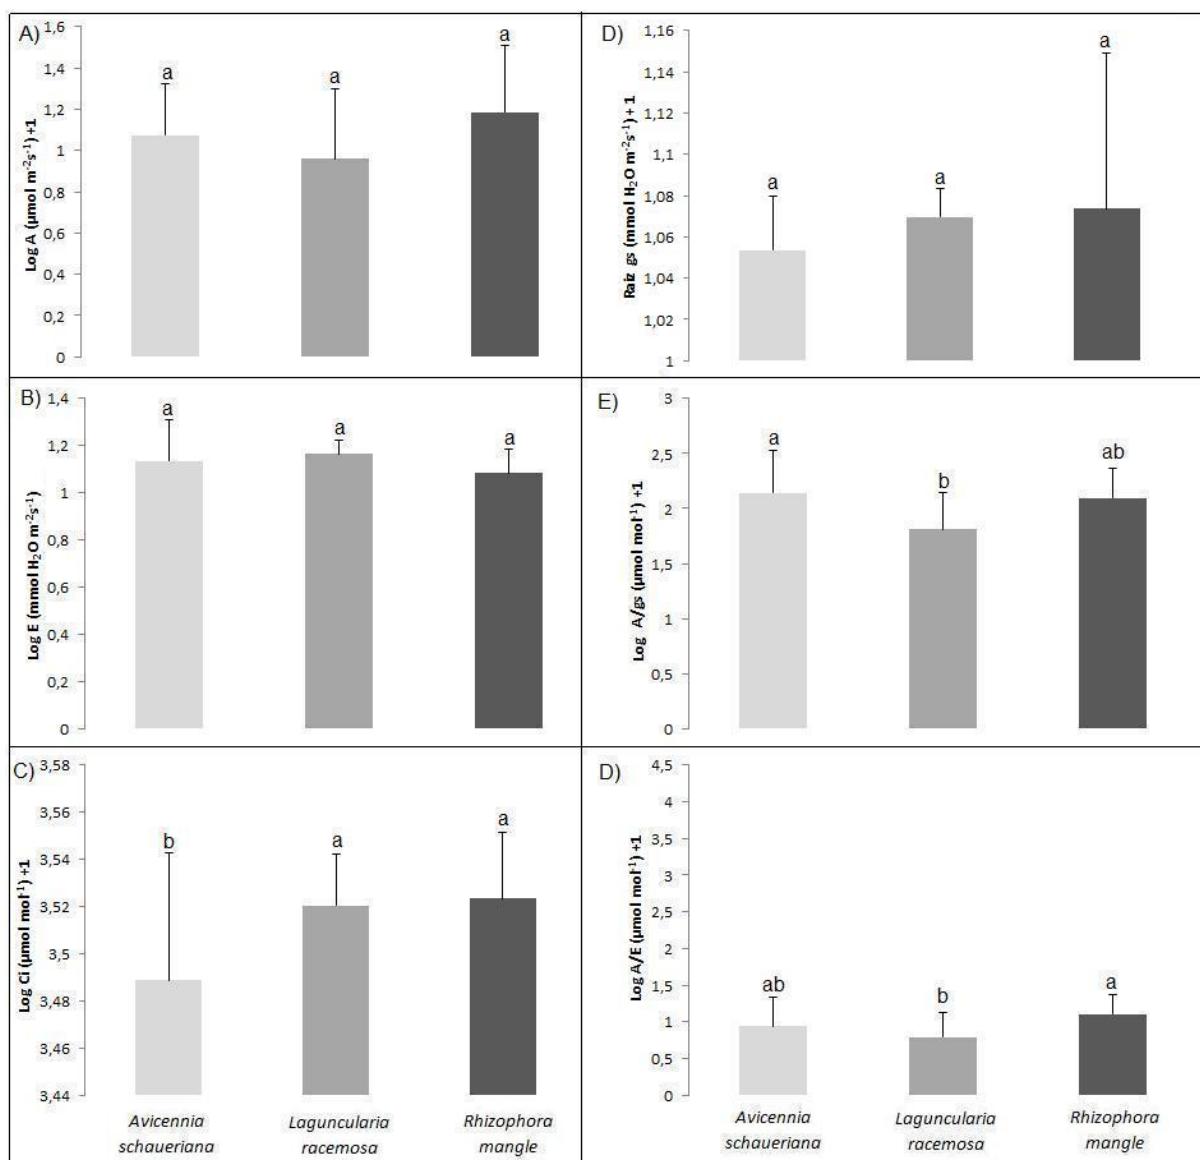 A)
Log A (µmol m⁻²s⁻¹) +1
1,6
1,4
1,2
1
0,8
0,6
0,4
0,2
0
a
a
a
D)
Raiz gs (mmol H₂O m⁻²s⁻¹) + 1
1,16
1,14
1,12
1,1
1,08
1,06
1,04
1,02
1
a
a
a
B)
Log E (mmol H₂O m⁻²s⁻¹)
1,4
1,2
1
0,8
0,6
0,4
0,2
0
a
a
a
E)
Log A/gs (µmol mol⁻¹) +1
3
2,5
2
1,5
1
0,5
0
a
b
ab
C)
Log Ci (µmol mol⁻¹) +1
3,58
3,56
3,54
3,52
3,5
3,48
3,46
3,44
b
a
a
Avicennia
schaueriana
Laguncularia
racemosa
Rhizophora
mangle
D)
Log A/E (µmol mol⁻¹) +1
4,5
4
3,5
3
2,5
2
1,5
1
0,5
0
ab
b
a
Avicennia
schaueriana
Laguncularia
racemosa
Rhizophora
mangle